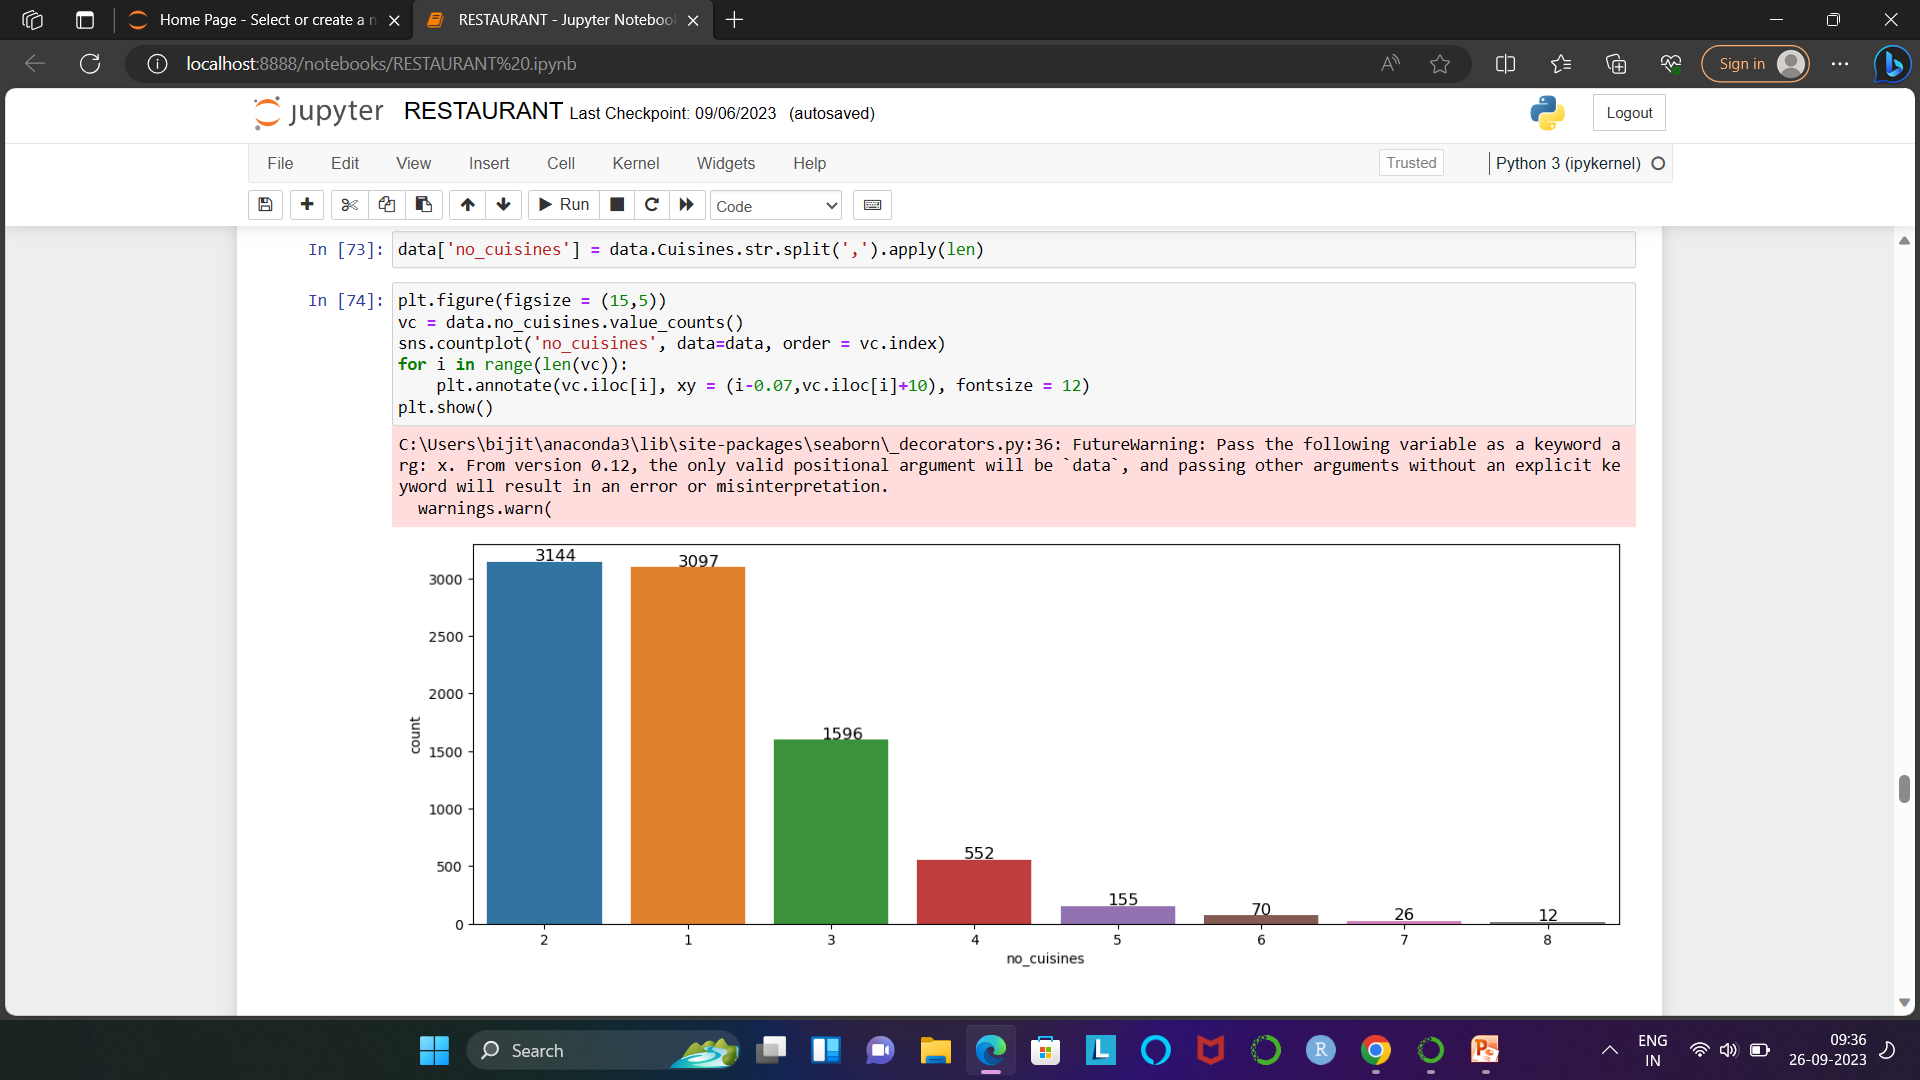 Home Page - Select or create a n
RESTAURANT - Jupyter Notebook
localhost:8888/notebooks/RESTAURANT%20.ipynb
Sign in
jupyter RESTAURANT Last Checkpoint: 09/06/2023 (autosaved)
Logout
File Edit View Insert Cell Kernel Widgets Help
Trusted
Python 3 (ipykernel)
Run
Code
In [73]: data['no_cuisines'] = data.Cuisines.str.split(',').apply(len)
In [74]: plt.figure(figsize = (15,5))
vc = data.no_cuisines.value_counts()
sns.countplot('no_cuisines', data=data, order = vc.index)
for i in range(len(vc)):
    plt.annotate(vc.iloc[i], xy = (i-0.07,vc.iloc[i]+10), fontsize = 12)
plt.show()
C:\Users\bijit\anaconda3\lib\site-packages\seaborn\_decorators.py:36: FutureWarning: Pass the following variable as a keyword a
rg: x. From version 0.12, the only valid positional argument will be `data`, and passing other arguments without an explicit ke
yword will result in an error or misinterpretation.
  warnings.warn(
3144
3097
3000
2500
2000
1596
1500
count
1000
552
500
155
70
26
12
0
2 1 3 4 5 6 7 8
no_cuisines
Search
L
R
ENG
IN
09:36
26-09-2023